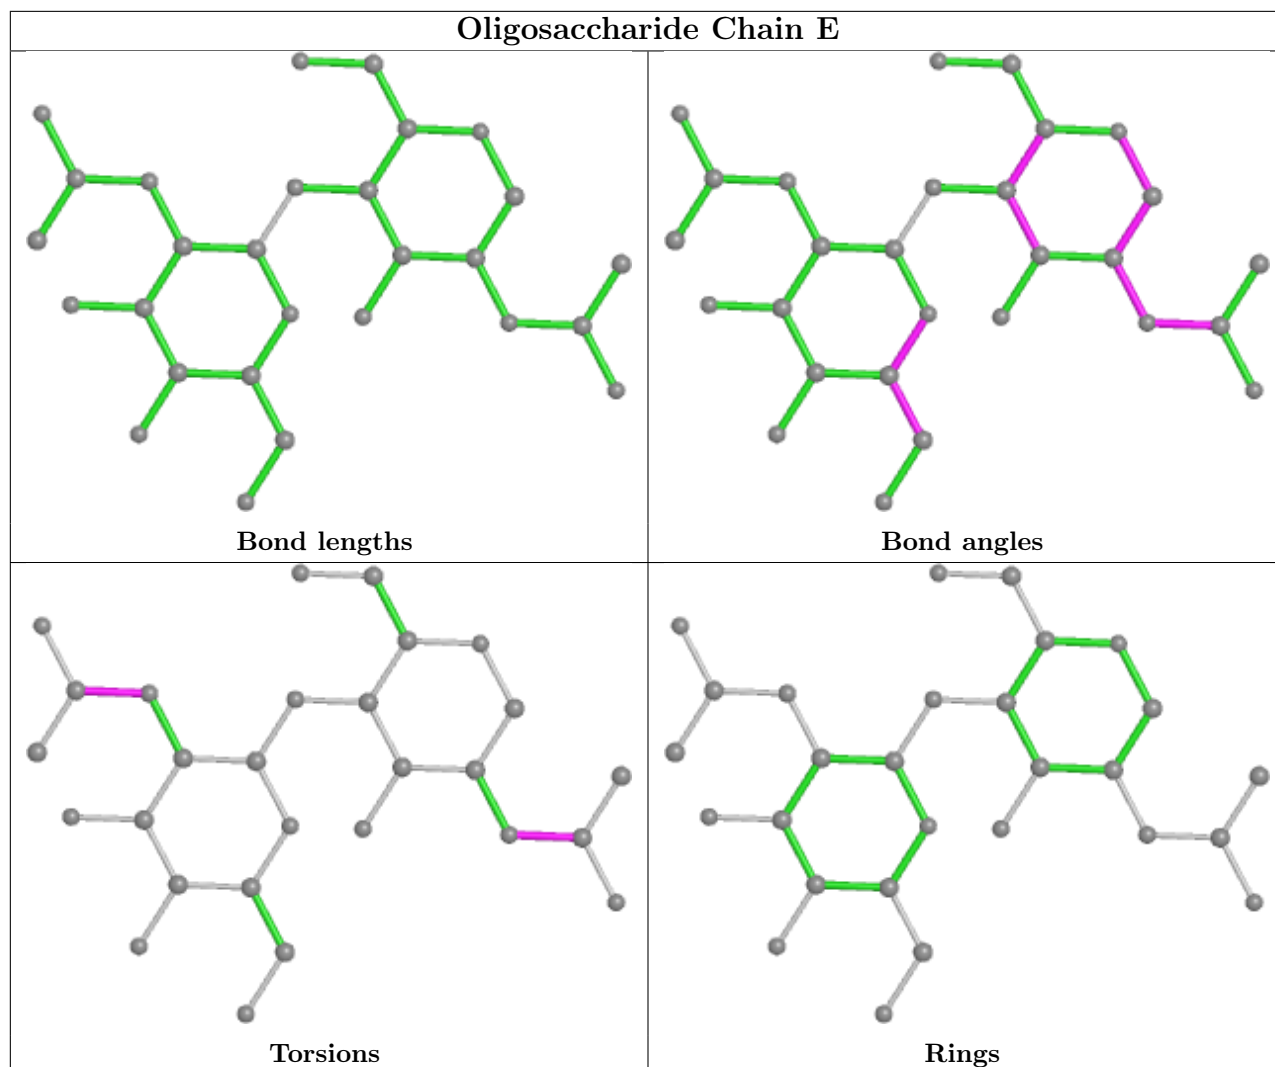 Oligosaccharide Chain E
Bond lengths
Bond angles
Torsions
Rings